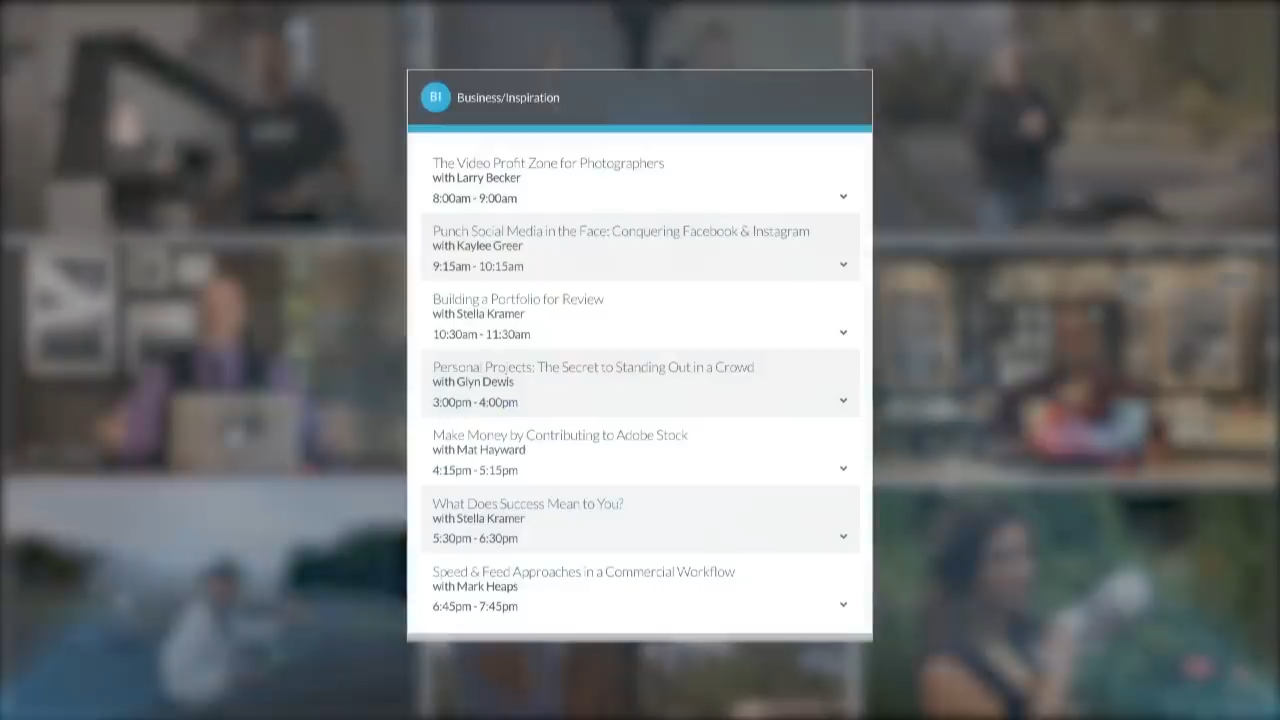 BI Business/Inspiration
The Video Profit Zone for Photographers
with Larry Becker
8:00am - 9:00am
Punch Social Media in the Face: Conquering Facebook & Instagram
with Kaylee Greer
9:15am - 10:15am
Building a Portfolio for Review
with Stella Kramer
10:30am - 11:30am
Personal Projects: The Secret to Standing Out in a Crowd
with Glyn Dewis
3:00pm - 4:00pm
Make Money by Contributing to Adobe Stock
with Mat Hayward
4:15pm - 5:15pm
What Does Success Mean to You?
with Stella Kramer
5:30pm - 6:30pm
Speed & Feed Approaches in a Commercial Workflow
with Mark Heaps
6:45pm - 7:45pm